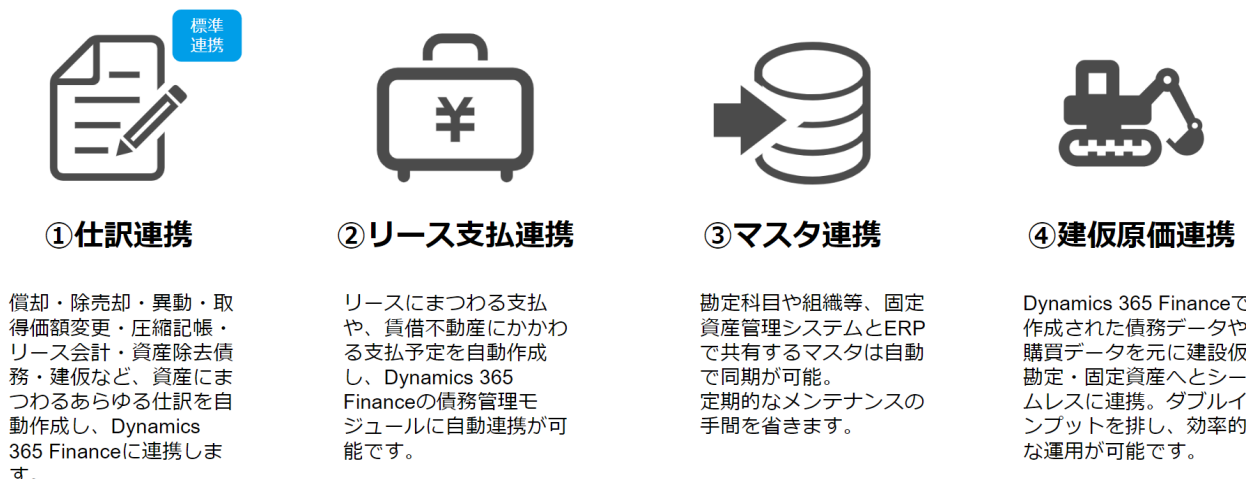 標準
連携
¥
①仕訳連携
償却・除売却・異動・取
得価額変更・圧縮記帳・
リース会計・資産除去債
務・建仮など、資産にま
つわるあらゆる仕訳を自
動作成し、Dynamics
365 Financeに連携しま
す。
②リース支払連携
リースにまつわる支払
や、賃借不動産にかかわ
る支払予定を自動作成
し、Dynamics 365
Financeの債務管理モ
ジュールに自動連携が可
能です。
③マスタ連携
勘定科目や組織等、固定
資産管理システムとERP
で共有するマスタは自動
で同期が可能。
定期的なメンテナンスの
手間を省きます。
④建仮原価連携
Dynamics 365 Financeで
作成された債務データや
購買データを元に建設仮
勘定・固定資産へとシー
ムレスに連携。ダブルイ
ンプットを排し、効率的
な運用が可能です。